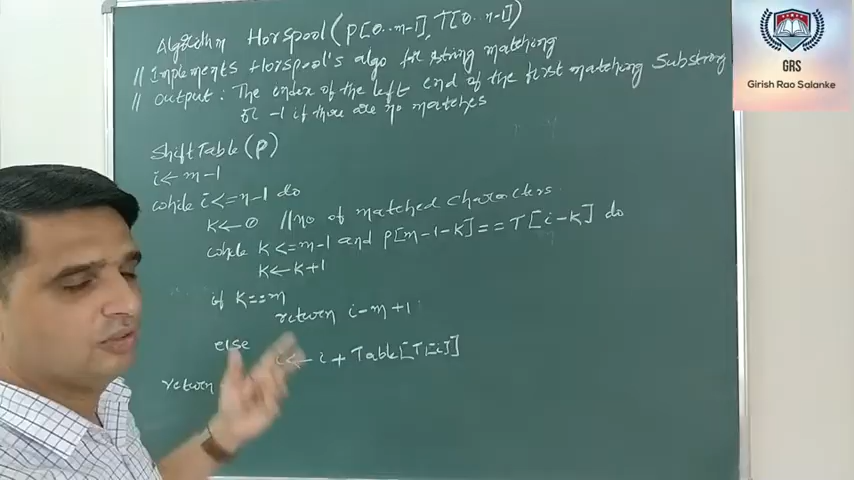 Algorithm Horspool (P[0..m-1], T[0..n-1])
// Implements Horspool's algo for string matching
// output : The index of the left end of the first matching Substrong
or -1 if there are no matches
ShiftTable (P)
i ← m-1
while i <= n-1 do
K ← 0 // no of matched characters
while K <= m-1 and P[m-1-K] == T[i-K] do
K ← K+1
if K == m
return i-m+1
else
i ← i + Table[T[i]]
return
GRS
Girish Rao Salanke